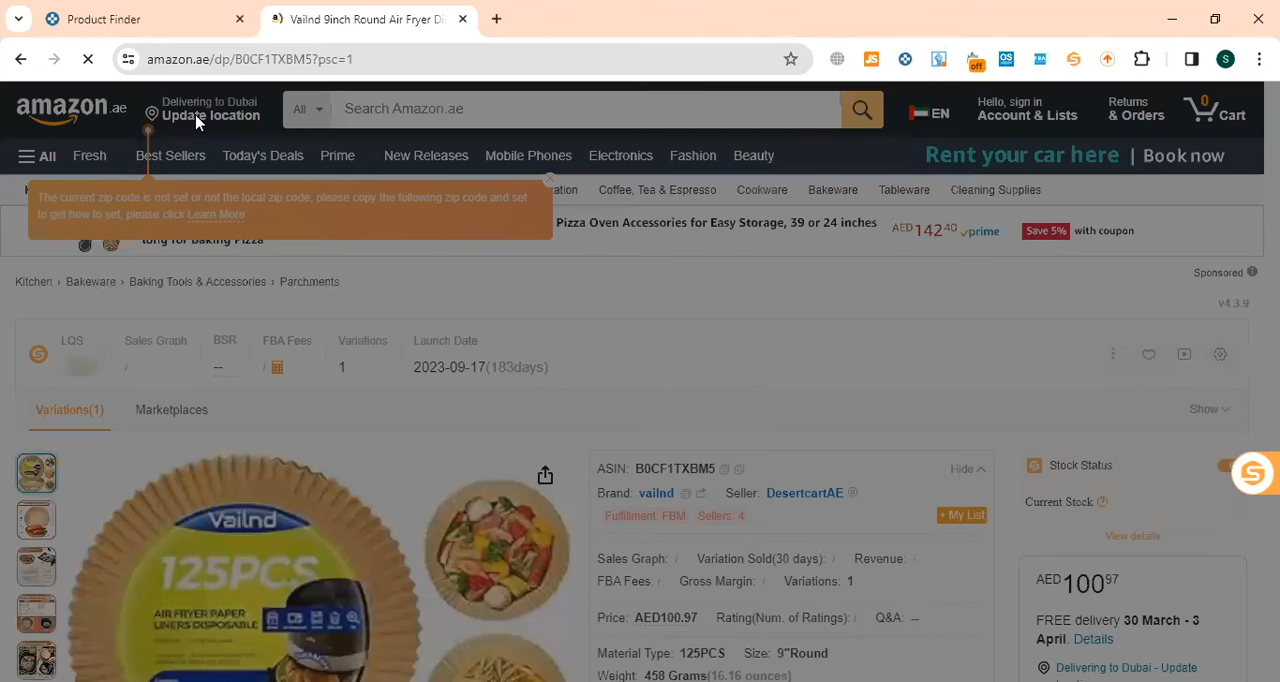 Product Finder
Vailnd 9inch Round Air Fryer Di
amazon.ae/dp/B0CF1TXBM5?psc=1
JS
off
QS
FBA
S
amazon.ae
Delivering to Dubai
Update location
All
Search Amazon.ae
EN
Hello, sign in
Account & Lists
Returns
& Orders
0
Cart
All
Fresh
Best Sellers
Today's Deals
Prime
New Releases
Mobile Phones
Electronics
Fashion
Beauty
Rent your car here | Book now
The current zip code is not set or not the local zip code, please copy the following zip code and set
to get how to set, please click Learn More
Coffee, Tea & Espresso
Cookware
Bakeware
Tableware
Cleaning Supplies
Pizza Oven Accessories for Easy Storage, 39 or 24 inches
long for Baking Pizza
AED 142.40 prime
Save 5% with coupon
Kitchen › Bakeware › Baking Tools & Accessories › Parchments
Sponsored
v4.3.9
LQS
Sales Graph
BSR
FBA Fees
Variations
Launch Date
i
--
i
1
2023-09-17(183days)
Variations(1)
Marketplaces
Show
Vailnd
125PCS
AIR FRYER PAPER
LINERS DISPOSABLE
ASIN: B0CF1TXBM5
Hide
Brand: vailnd
Seller: DesertcartAE
Fulfillment: FBM
Sellers: 4
+ My List
Sales Graph: i
Variation Sold(30 days): i
Revenue: i
FBA Fees: i
Gross Margin: i
Variations: 1
Price: AED100.97
Rating(Num. of Ratings): i
Q&A: --
Material Type: 125PCS
Size: 9"Round
Weight: 458 Grams(16.16 ounces)
Stock Status
Current Stock
View details
AED 100.97
FREE delivery 30 March - 3
April. Details
Delivering to Dubai - Update